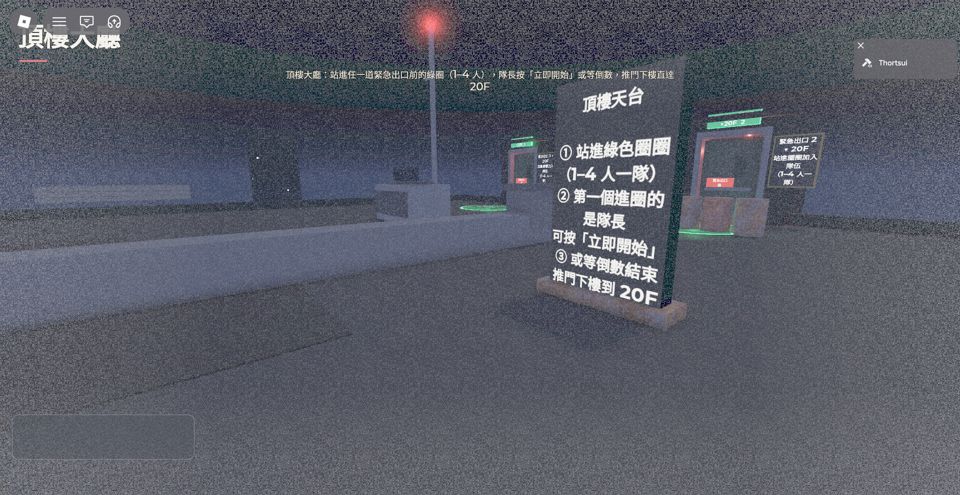 頂樓大廳
頂樓大廳：站進任一道緊急出口前的綠圈（1–4 人），隊長按「立即開始」或等倒數，推門下樓直達
20F
Thortsui
頂樓天台
① 站進綠色圈圈
（1–4 人一隊）
② 第一個進圈的
是隊長
可按「立即開始」
③ 或等倒數結束
推門下樓到 20F
緊急出口 2
站進圈圈加入
隊伍
（1–4 人一
隊）